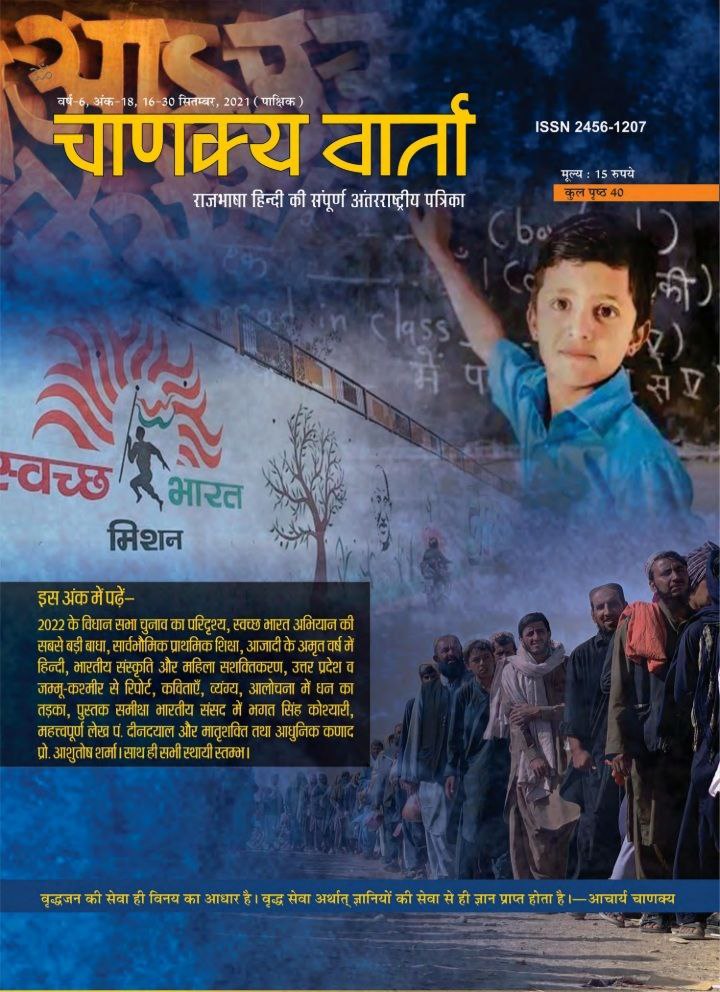 वर्ष-6, अंक-18, 16-30 सितम्बर, 2021 ( पाक्षिक )
चाणक्य वार्ता
राजभाषा हिन्दी की संपूर्ण अंतरराष्ट्रीय पत्रिका
ISSN 2456-1207
मूल्य : 15 रुपये
कुल पृष्ठ 40
class
में
स्वच्छ
भारत
मिशन
इस अंक में पढ़ें–
2022 के विधान सभा चुनाव का परिदृश्य, स्वच्छ भारत अभियान की
सबसे बड़ी बाधा, सार्वभौमिक प्राथमिक शिक्षा, आजादी के अमृत वर्ष में
हिन्दी, भारतीय संस्कृति और महिला सशक्तिकरण, उत्तर प्रदेश व
जम्मू-कश्मीर से रिपोर्ट, कविताएँ, व्यंग्य, आलोचना में धन का
तड़का, पुस्तक समीक्षा भारतीय संसद में भगत सिंह कोश्यारी,
महत्त्वपूर्ण लेख पं. दीनदयाल और मातृशक्ति तथा आधुनिक कणाद
प्रो. आशुतोष शर्मा। साथ ही सभी स्थायी स्तम्भ।
वृद्धजन की सेवा ही विनय का आधार है। वृद्ध सेवा अर्थात् ज्ञानियों की सेवा से ही ज्ञान प्राप्त होता है।—आचार्य चाणक्य